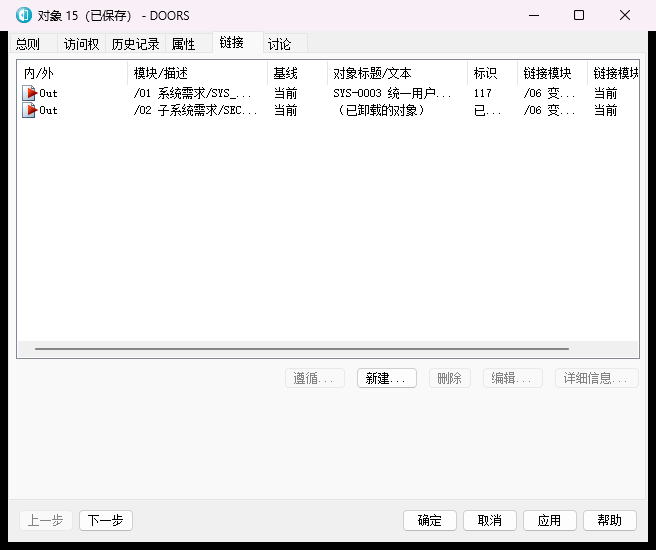 对象 15（已保存） - DOORS
总则 访问权 历史记录 属性 链接 讨论
内/外 模块/描述 基线 对象标题/文本 标识 链接模块 链接模块
Out /01 系统需求/SYS_... 当前 SYS-0003 统一用户... 117 /06 变... 当前
Out /02 子系统需求/SEC... 当前 （已卸载的对象） 已... /06 变... 当前
遵循... 新建... 删除 编辑... 详细信息...
上一步 下一步 确定 取消 应用 帮助